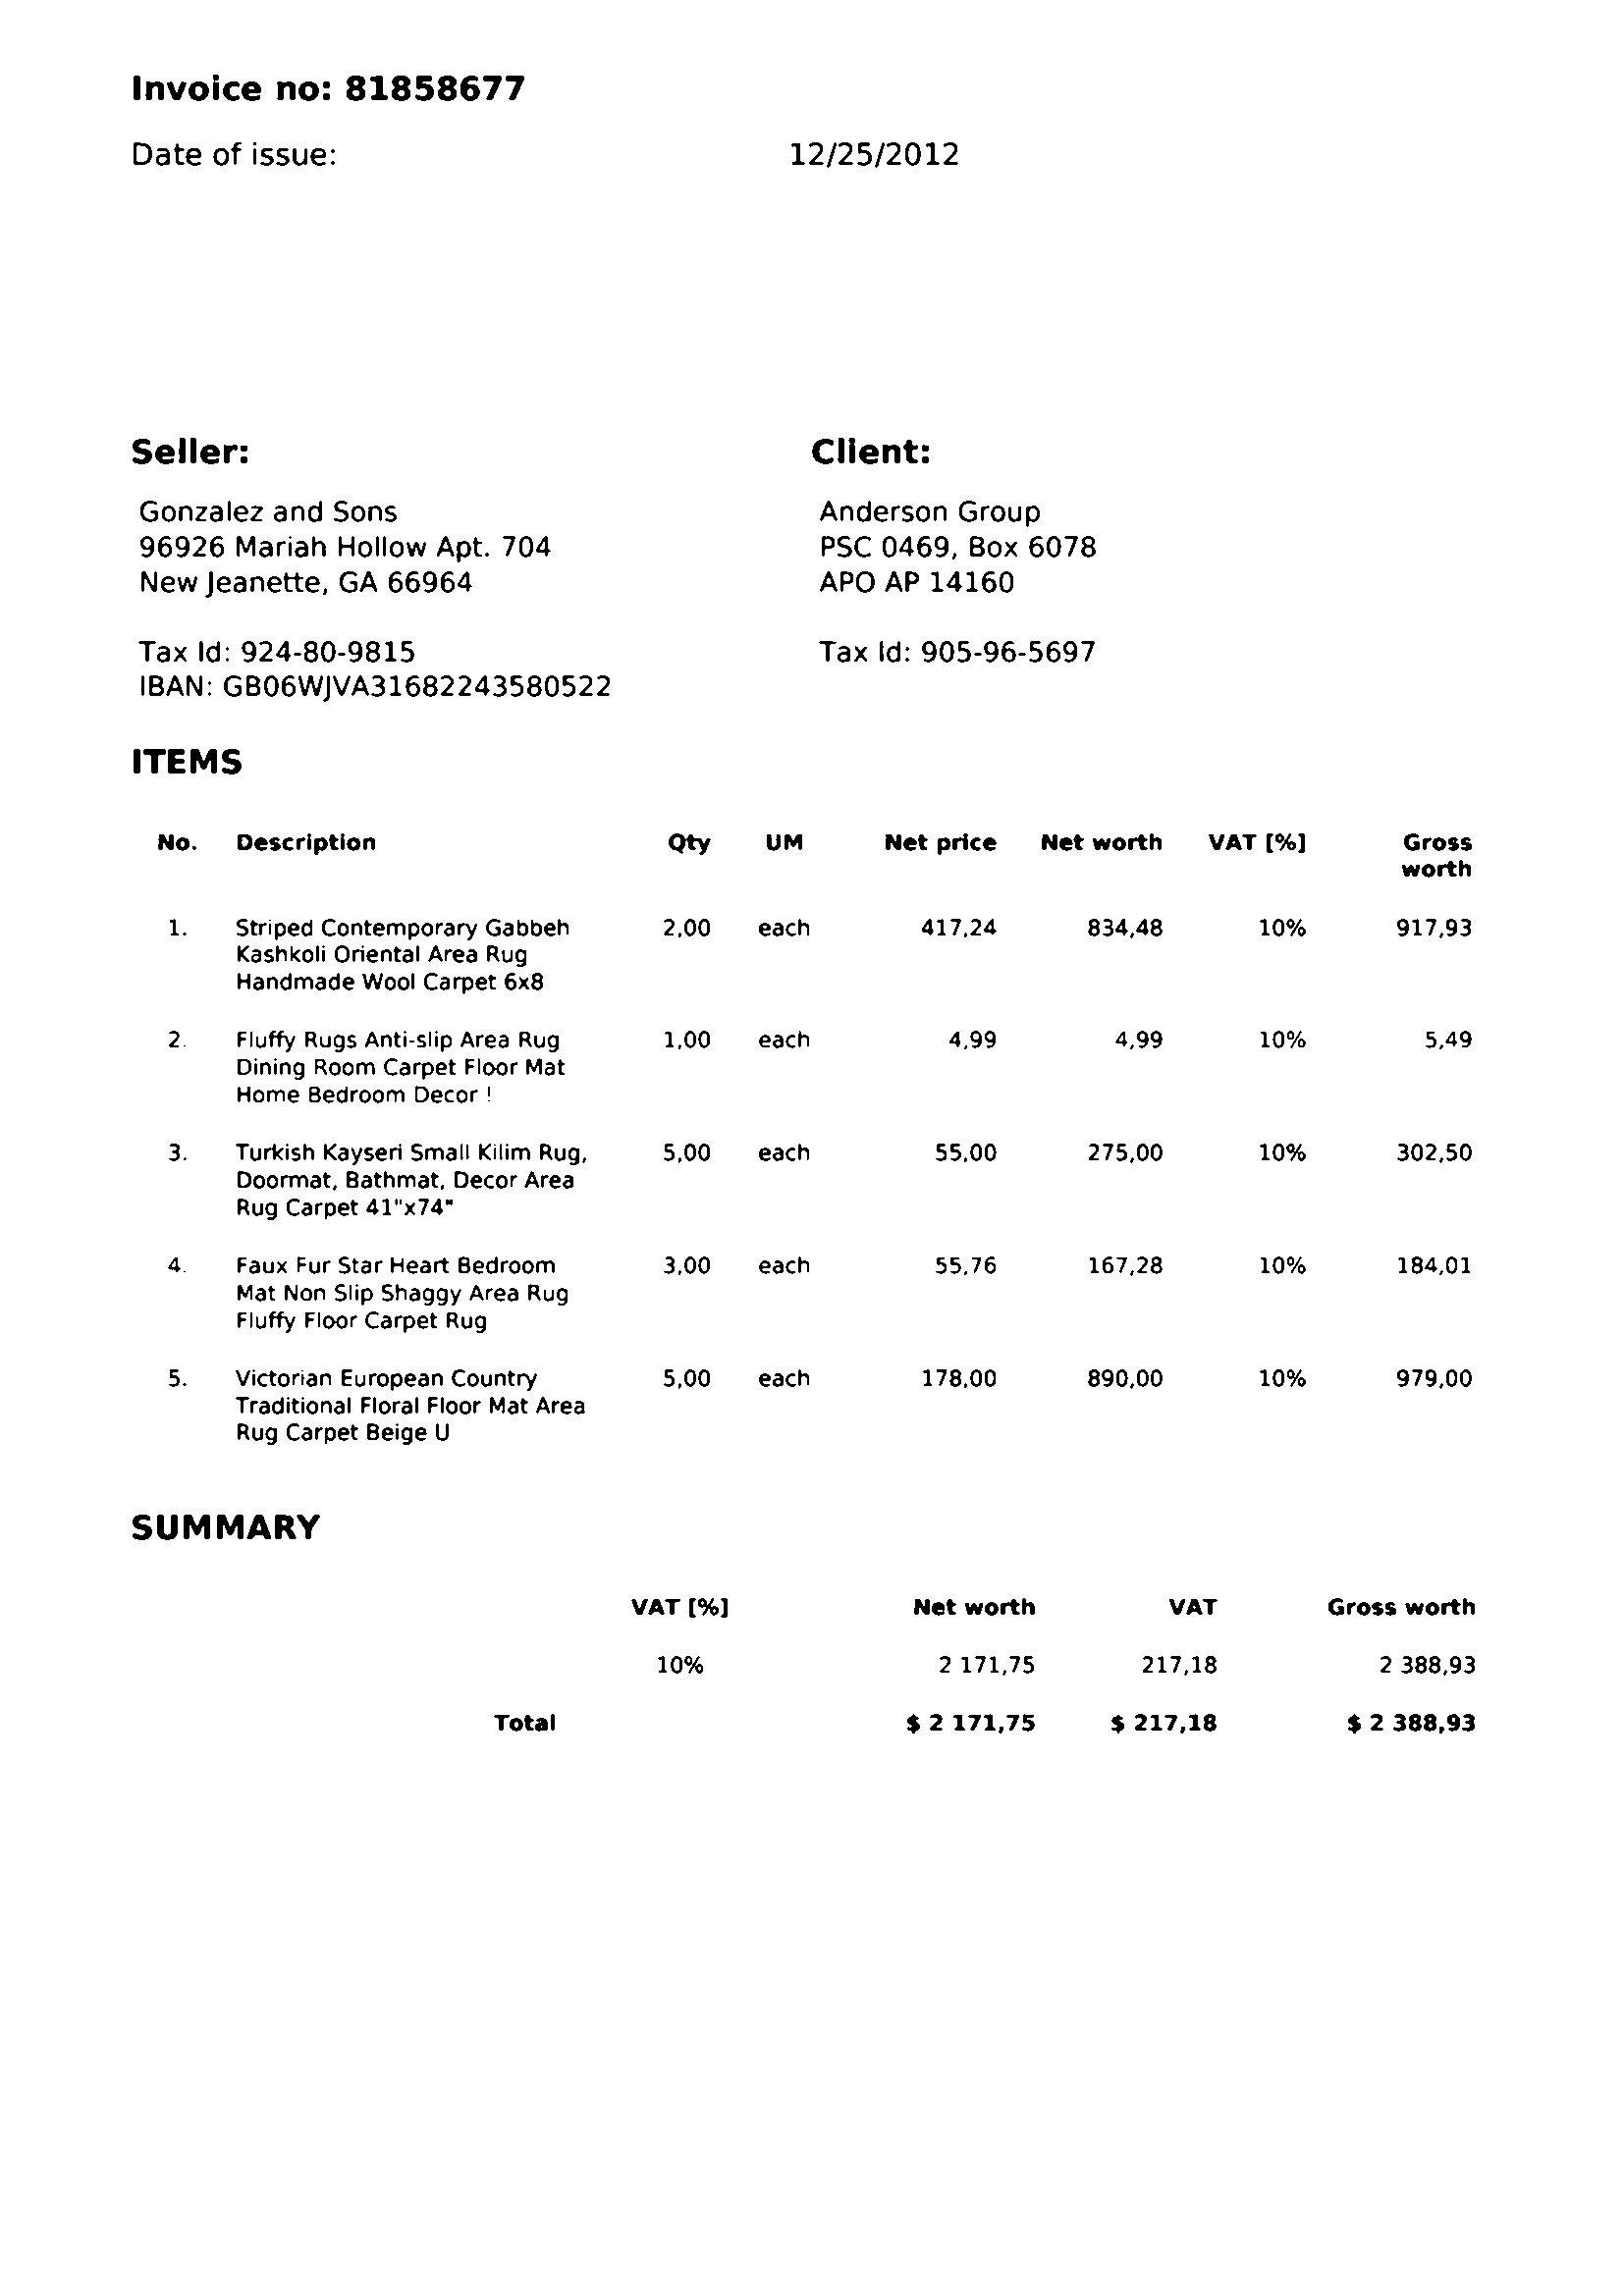 Invoice no: 81858677
Date of issue: 12/25/2012
Seller:
Gonzalez and Sons
96926 Mariah Hollow Apt. 704
New Jeanette, GA 66964
Tax Id: 924-80-9815
IBAN: GB06WJVA31682243580522
Client:
Anderson Group
PSC 0469, Box 6078
APO AP 14160
Tax Id: 905-96-5697
ITEMS
No. Description Qty UM Net price Net worth VAT [%] Gross
worth
1. Striped Contemporary Gabbeh 2,00 each 417,24 834,48 10% 917,93
Kashkoli Oriental Area Rug
Handmade Wool Carpet 6x8
2. Fluffy Rugs Anti-slip Area Rug 1,00 each 4,99 4,99 10% 5,49
Dining Room Carpet Floor Mat
Home Bedroom Decor !
3. Turkish Kayseri Small Kilim Rug, 5,00 each 55,00 275,00 10% 302,50
Doormat, Bathmat, Decor Area
Rug Carpet 41"x74"
4. Faux Fur Star Heart Bedroom 3,00 each 55,76 167,28 10% 184,01
Mat Non Slip Shaggy Area Rug
Fluffy Floor Carpet Rug
5. Victorian European Country 5,00 each 178,00 890,00 10% 979,00
Traditional Floral Floor Mat Area
Rug Carpet Beige U
SUMMARY
VAT [%] Net worth VAT Gross worth
10% 2 171,75 217,18 2 388,93
Total $ 2 171,75 $ 217,18 $ 2 388,93